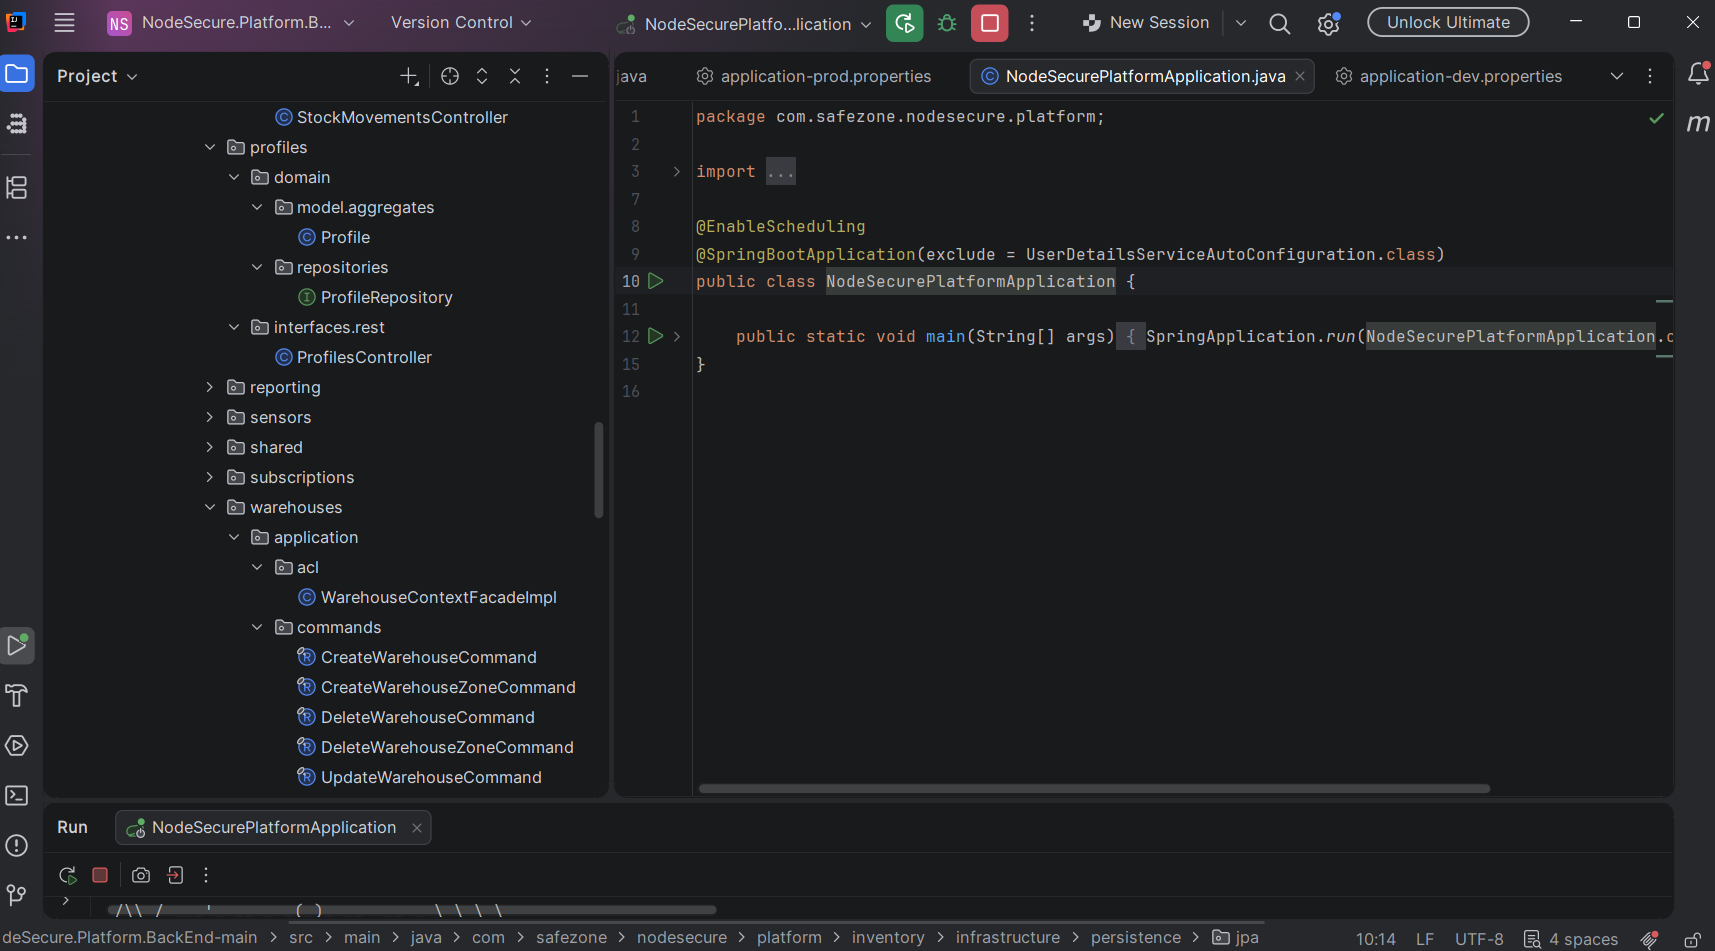 NS NodeSecure.Platform.B... Version Control NodeSecurePlatfo...lication New Session Unlock Ultimate
Project
StockMovementsController
profiles
domain
model.aggregates
Profile
repositories
ProfileRepository
interfaces.rest
ProfilesController
reporting
sensors
shared
subscriptions
warehouses
application
acl
WarehouseContextFacadeImpl
commands
CreateWarehouseCommand
CreateWarehouseZoneCommand
DeleteWarehouseCommand
DeleteWarehouseZoneCommand
UpdateWarehouseCommand
java application-prod.properties NodeSecurePlatformApplication.java application-dev.properties
1 package com.safezone.nodesecure.platform;
2
3 import ...
7
8 @EnableScheduling
9 @SpringBootApplication(exclude = UserDetailsServiceAutoConfiguration.class)
10 public class NodeSecurePlatformApplication {
11
12 public static void main(String[] args) { SpringApplication.run(NodeSecurePlatformApplication.c
15 }
16
m
Run NodeSecurePlatformApplication
deSecure.Platform.BackEnd-main > src > main > java > com > safezone > nodesecure > platform > inventory > infrastructure > persistence > jpa 10:14 LF UTF-8 4 spaces